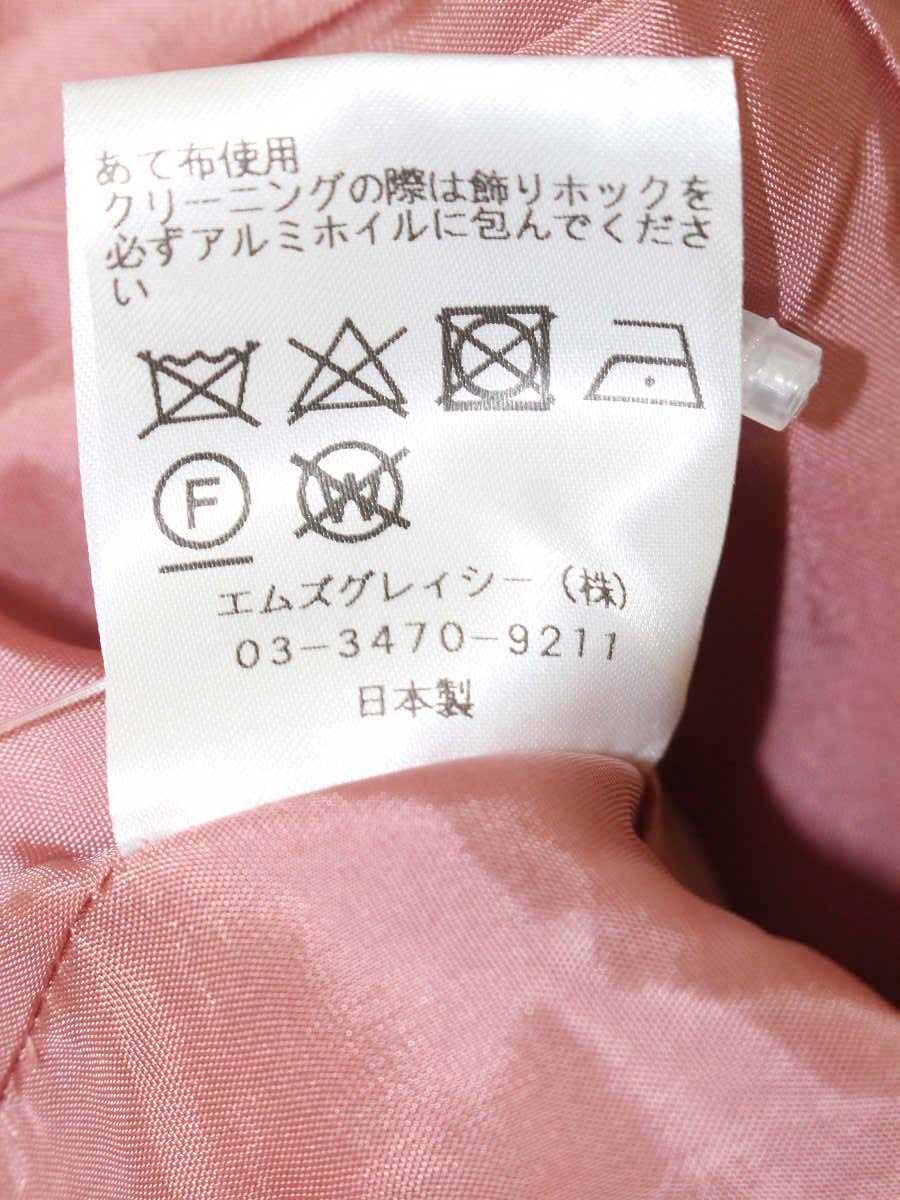 あて布使用
クリーニングの際は飾りホックを
必ずアルミホイルに包んでくださ
い
F
W
エムズグレイシー(株)
03-3470-9211
日本製